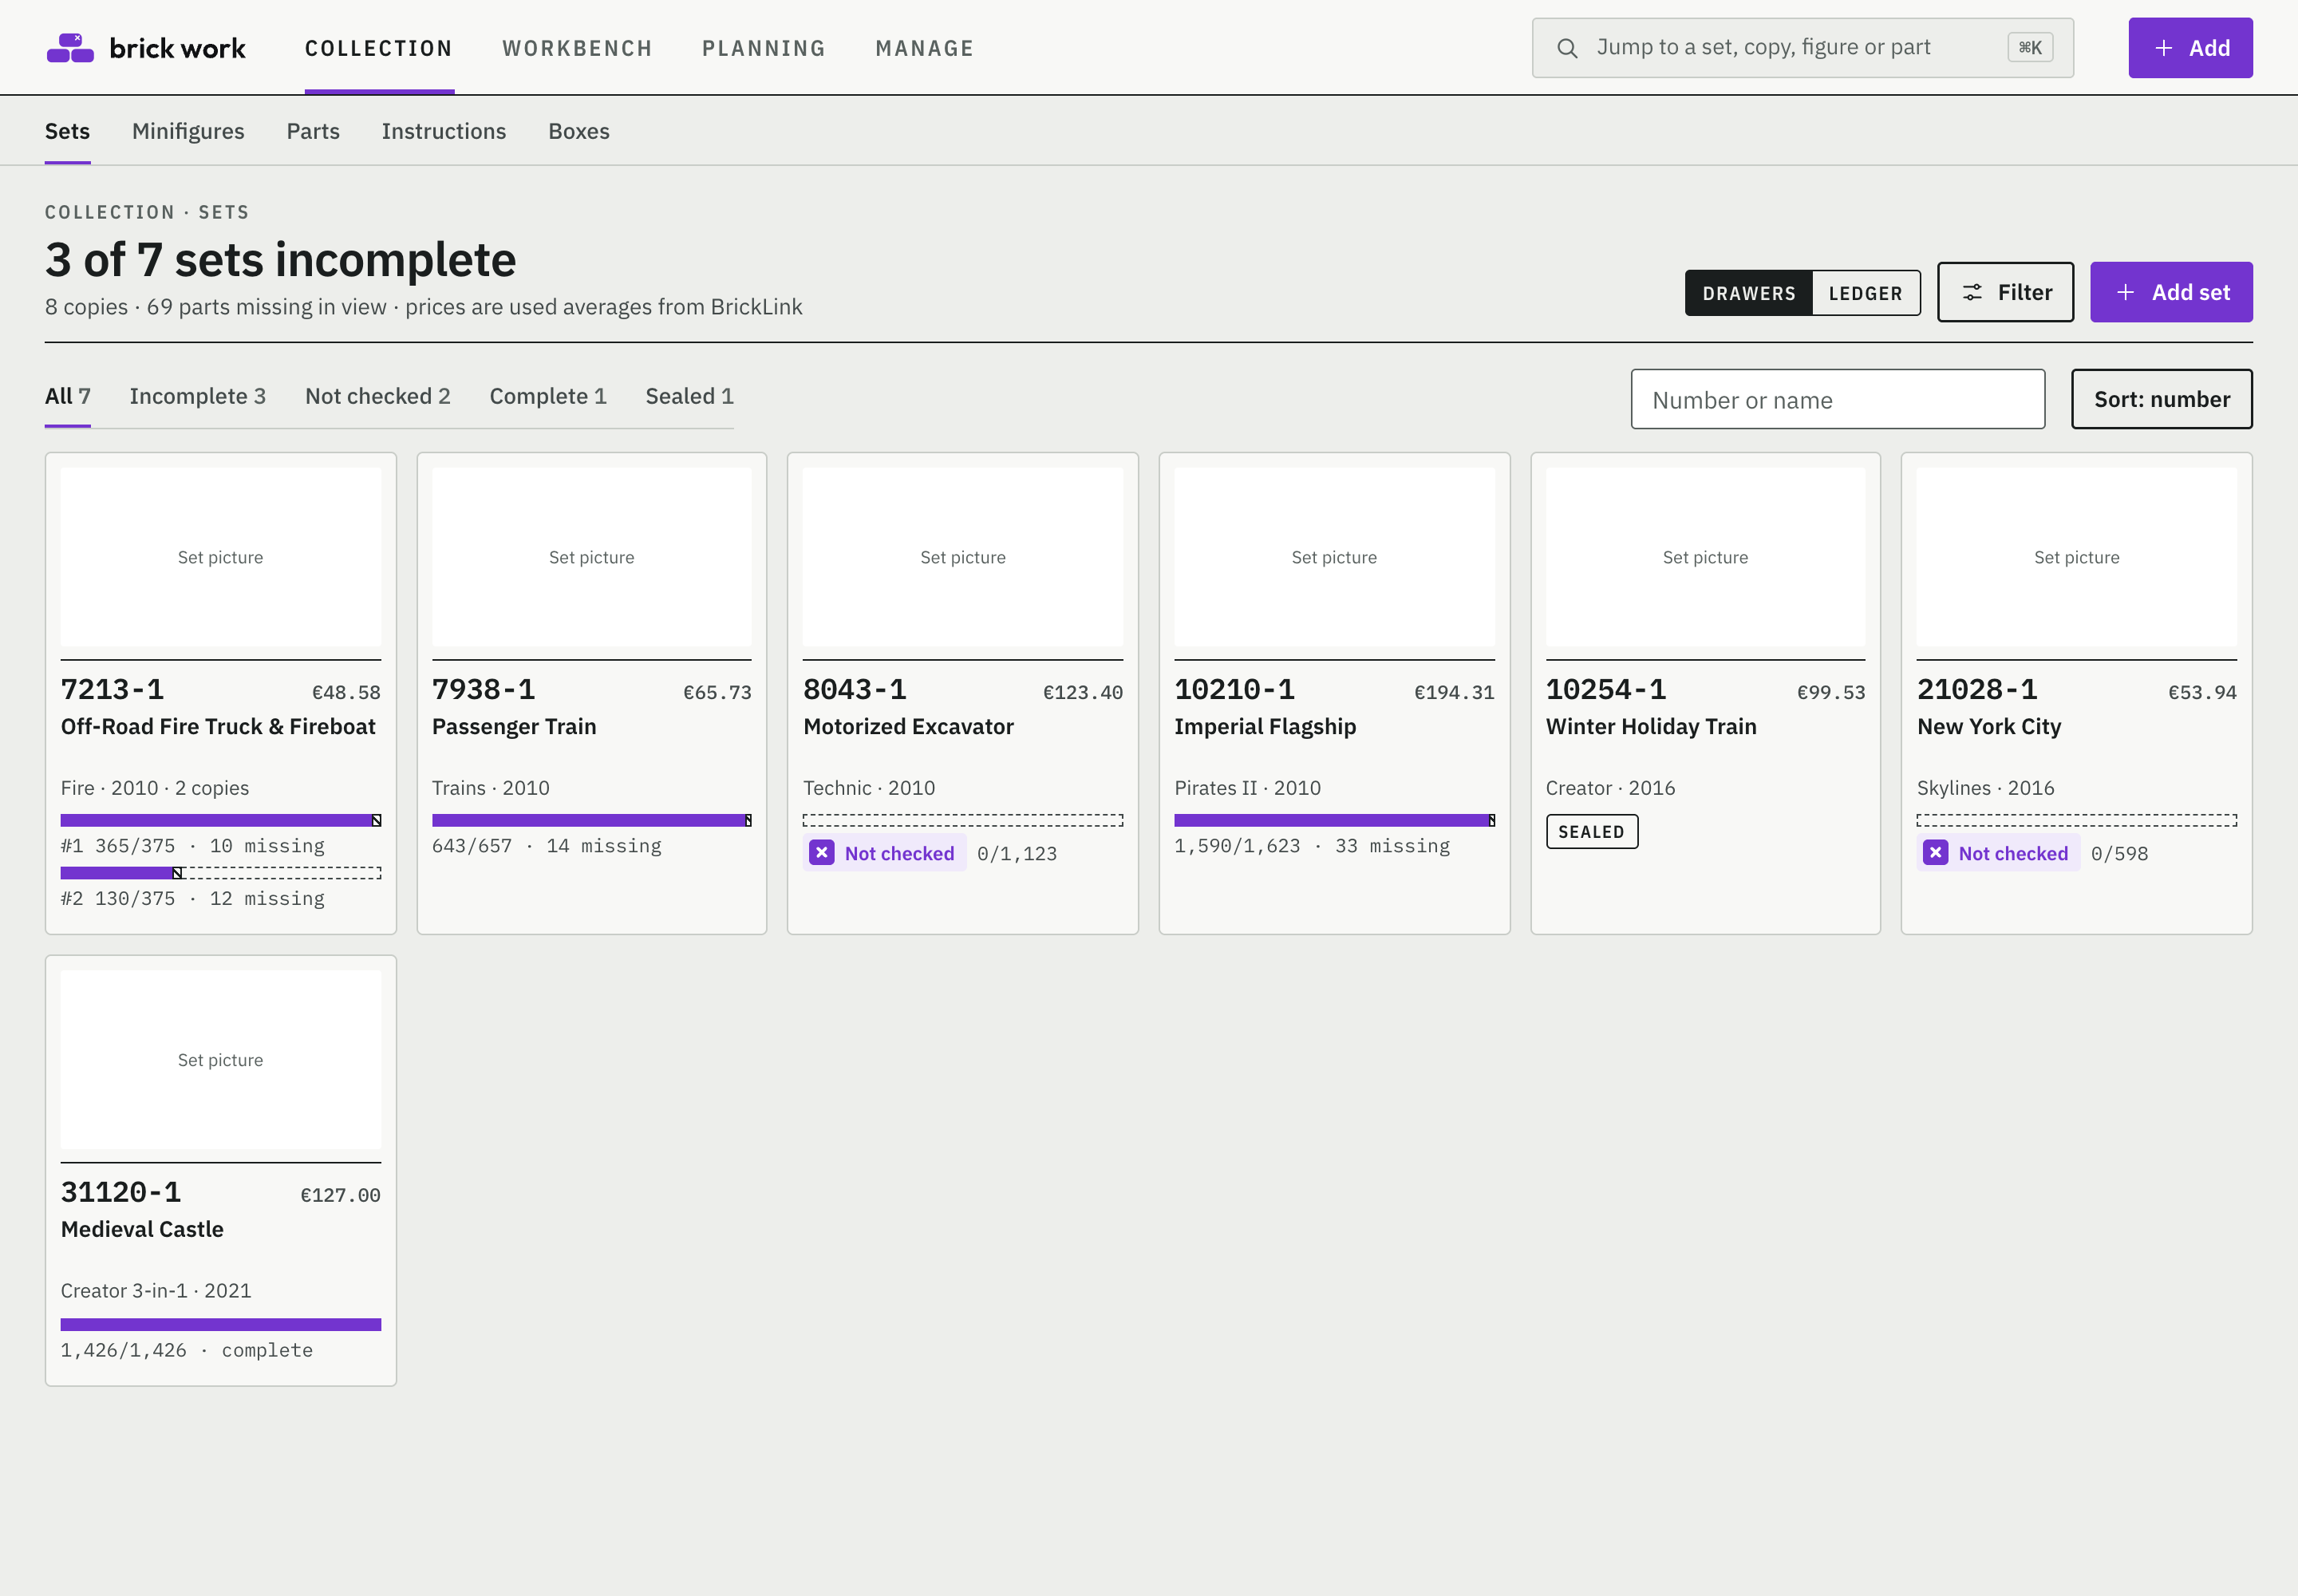 brick work
COLLECTION WORKBENCH PLANNING MANAGE
Jump to a set, copy, figure or part ⌘K
+ Add
Sets Minifigures Parts Instructions Boxes
COLLECTION · SETS
3 of 7 sets incomplete
8 copies · 69 parts missing in view · prices are used averages from BrickLink
DRAWERS LEDGER
Filter
+ Add set
All 7 Incomplete 3 Not checked 2 Complete 1 Sealed 1
Number or name
Sort: number
Set picture
7213-1 €48.58
Off-Road Fire Truck & Fireboat
Fire · 2010 · 2 copies
#1 365/375 · 10 missing
#2 130/375 · 12 missing
Set picture
7938-1 €65.73
Passenger Train
Trains · 2010
643/657 · 14 missing
Set picture
8043-1 €123.40
Motorized Excavator
Technic · 2010
Not checked 0/1,123
Set picture
10210-1 €194.31
Imperial Flagship
Pirates II · 2010
1,590/1,623 · 33 missing
Set picture
10254-1 €99.53
Winter Holiday Train
Creator · 2016
SEALED
Set picture
21028-1 €53.94
New York City
Skylines · 2016
Not checked 0/598
Set picture
31120-1 €127.00
Medieval Castle
Creator 3-in-1 · 2021
1,426/1,426 · complete